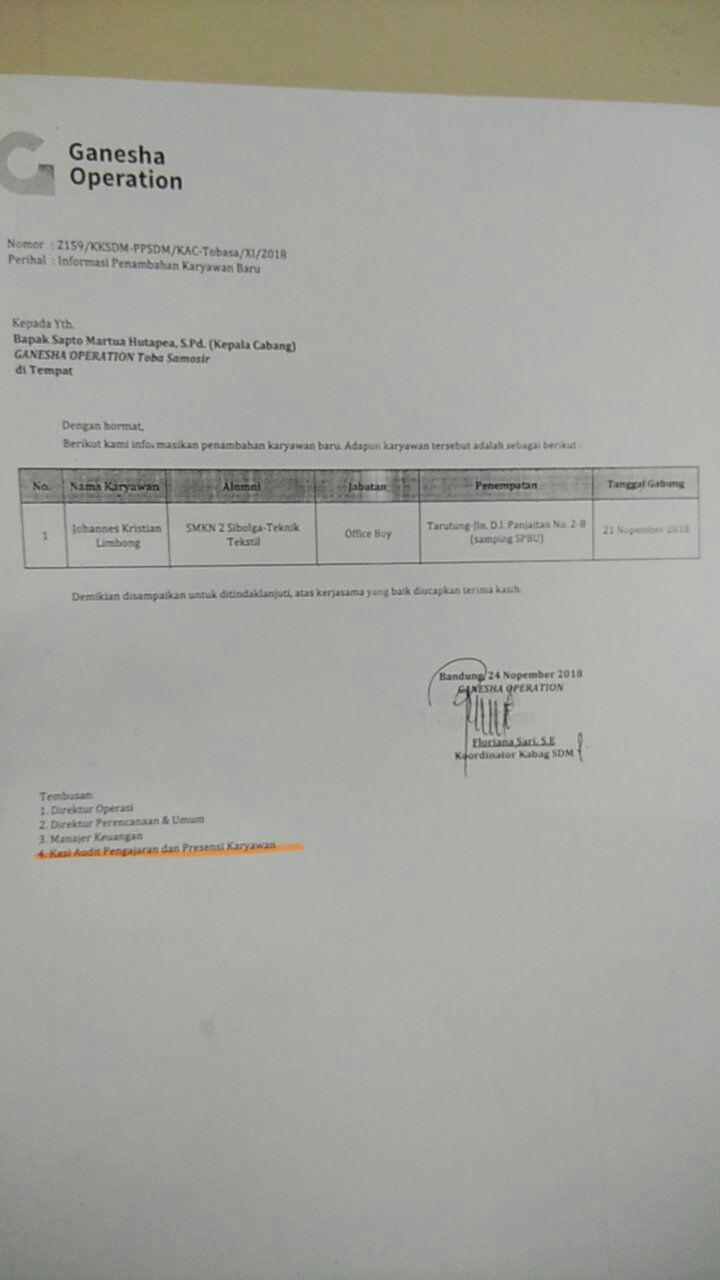 Ganesha
Operation
Nomor : 2159/KKSDM-PPSDM/KAC-Tobasa/XI/2018
Perihal : Informasi Penambahan Karyawan Baru
Kepada Yth.
Bapak Sapto Martua Hutapea, S.Pd. (Kepala Cabang)
GANESHA OPERATION Toba Samosir
di Tempat
Dengan hormat,
Berikut kami informasikan penambahan karyawan baru. Adapun karyawan tersebut adalah sebagai berikut :
No. Nama Karyawan Alumni Jabatan Penempatan Tanggal Gabung
1 Johannes Kristian Limbong SMKN 2 Sibolga-Teknik Tekstil Office Boy Tarutung-Jln. D.I. Panjaitan No. 2-B (samping SPBU) 21 Nopember 2018
Demikian disampaikan untuk ditindaklanjuti, atas kerjasama yang baik diucapkan terima kasih.
Bandung, 24 Nopember 2018
GANESHA OPERATION
Floriana Sari, S.E
Koordinator Kabag SDM
Tembusan:
1. Direktur Operasi
2. Direktur Perencanaan & Umum
3. Manajer Keuangan
4. Kasi Audit Pengajaran dan Presensi Karyawan